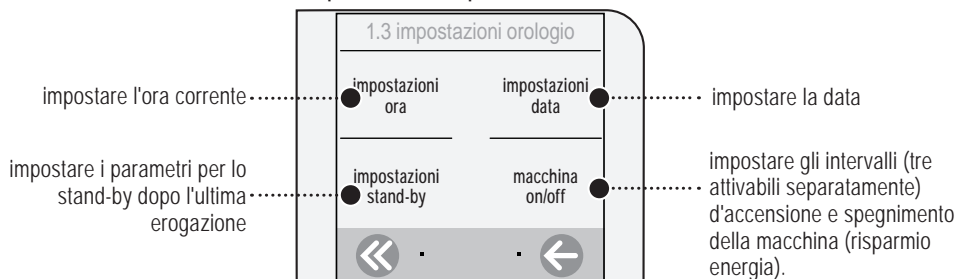 1.3 impostazioni orologio
impostare l'ora corrente
impostazioni
ora
impostazioni
data
impostare la data
impostare i parametri per lo
stand-by dopo l'ultima
erogazione
impostazioni
stand-by
macchina
on/off
impostare gli intervalli (tre
attivabili separatamente)
d'accensione e spegnimento
della macchina (risparmio
energia).